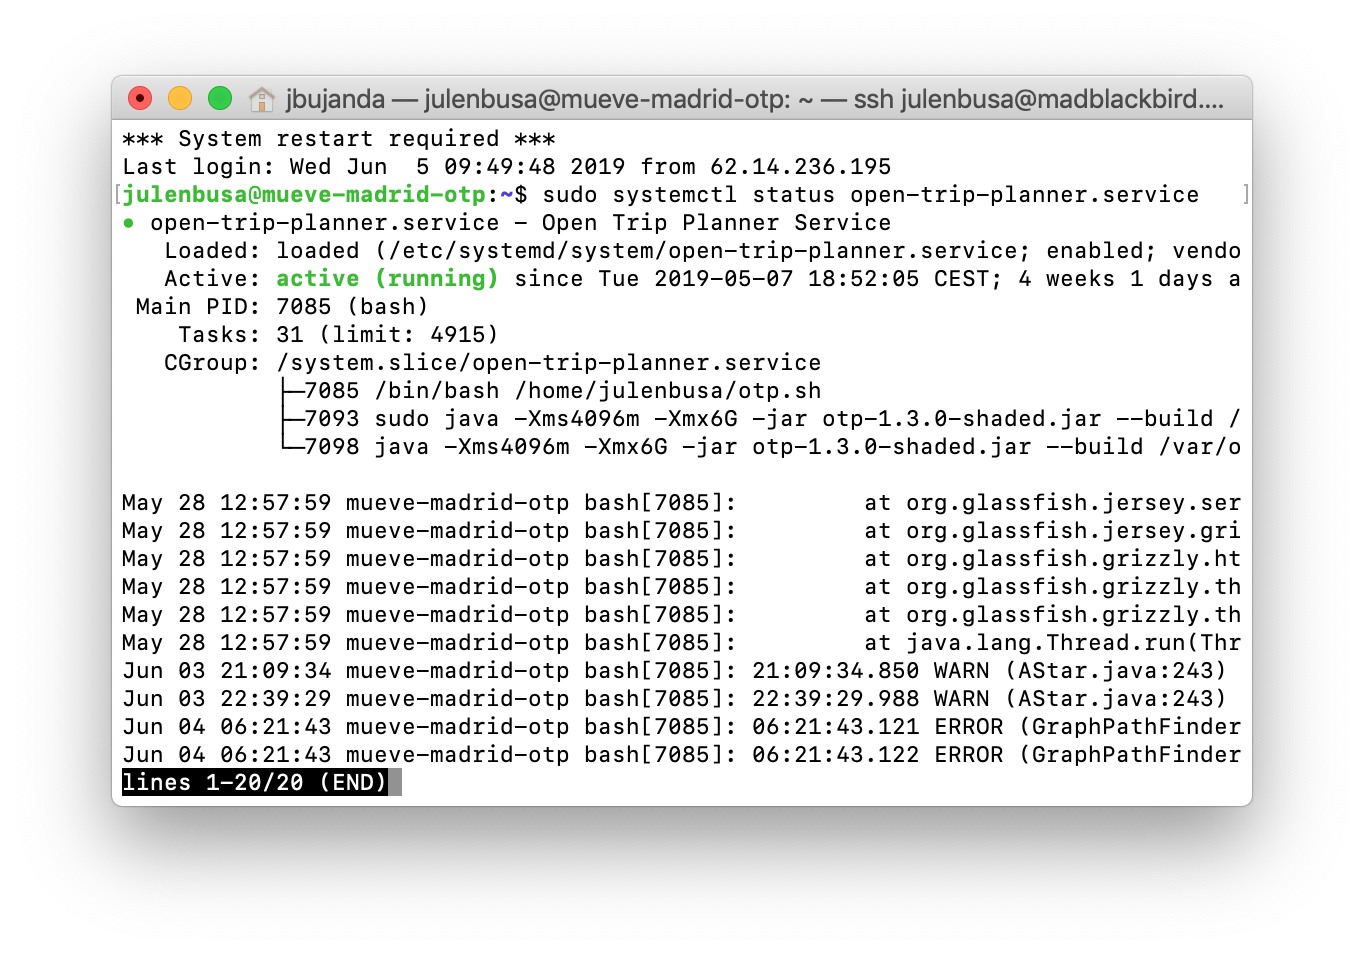 jbujanda — julenbusa@mueve-madrid-otp: ~ — ssh julenbusa@madblackbird....
*** System restart required ***
Last login: Wed Jun  5 09:49:48 2019 from 62.14.236.195
[julenbusa@mueve-madrid-otp:~$ sudo systemctl status open-trip-planner.service   ]
● open-trip-planner.service - Open Trip Planner Service
   Loaded: loaded (/etc/systemd/system/open-trip-planner.service; enabled; vendo
   Active: active (running) since Tue 2019-05-07 18:52:05 CEST; 4 weeks 1 days a
 Main PID: 7085 (bash)
    Tasks: 31 (limit: 4915)
   CGroup: /system.slice/open-trip-planner.service
           ├─7085 /bin/bash /home/julenbusa/otp.sh
           ├─7093 sudo java -Xms4096m -Xmx6G -jar otp-1.3.0-shaded.jar --build /
           └─7098 java -Xms4096m -Xmx6G -jar otp-1.3.0-shaded.jar --build /var/o
May 28 12:57:59 mueve-madrid-otp bash[7085]:         at org.glassfish.jersey.ser
May 28 12:57:59 mueve-madrid-otp bash[7085]:         at org.glassfish.jersey.gri
May 28 12:57:59 mueve-madrid-otp bash[7085]:         at org.glassfish.grizzly.ht
May 28 12:57:59 mueve-madrid-otp bash[7085]:         at org.glassfish.grizzly.th
May 28 12:57:59 mueve-madrid-otp bash[7085]:         at org.glassfish.grizzly.th
May 28 12:57:59 mueve-madrid-otp bash[7085]:         at java.lang.Thread.run(Thr
Jun 03 21:09:34 mueve-madrid-otp bash[7085]: 21:09:34.850 WARN (AStar.java:243)
Jun 03 22:39:29 mueve-madrid-otp bash[7085]: 22:39:29.988 WARN (AStar.java:243)
Jun 04 06:21:43 mueve-madrid-otp bash[7085]: 06:21:43.121 ERROR (GraphPathFinder
Jun 04 06:21:43 mueve-madrid-otp bash[7085]: 06:21:43.122 ERROR (GraphPathFinder
lines 1-20/20 (END)